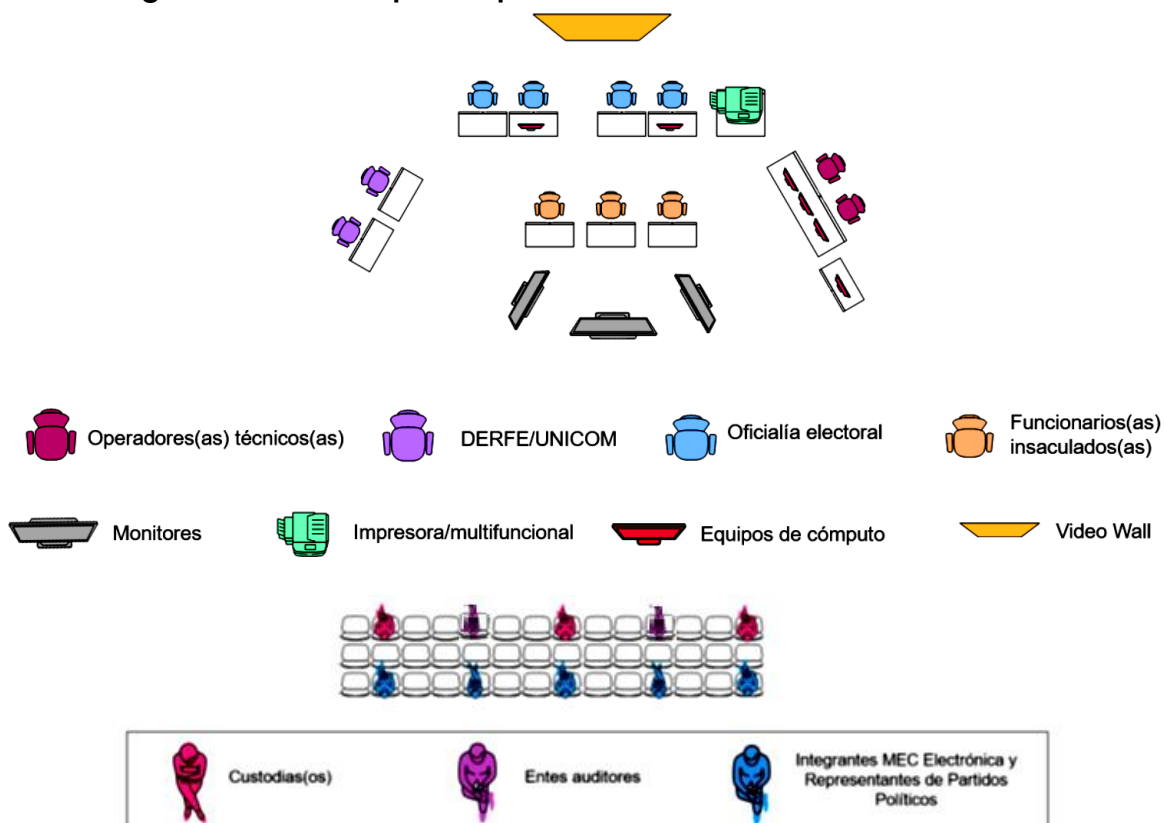 Operadores(as) técnicos(as)
DERFE/UNICOM
Oficialía electoral
Funcionarios(as)
insaculados(as)
Monitores
Impresora/multifuncional
Equipos de cómputo
Video Wall
Custodias(os)
Entes auditores
Integrantes MEC Electrónica y
Representantes de Partidos
Políticos